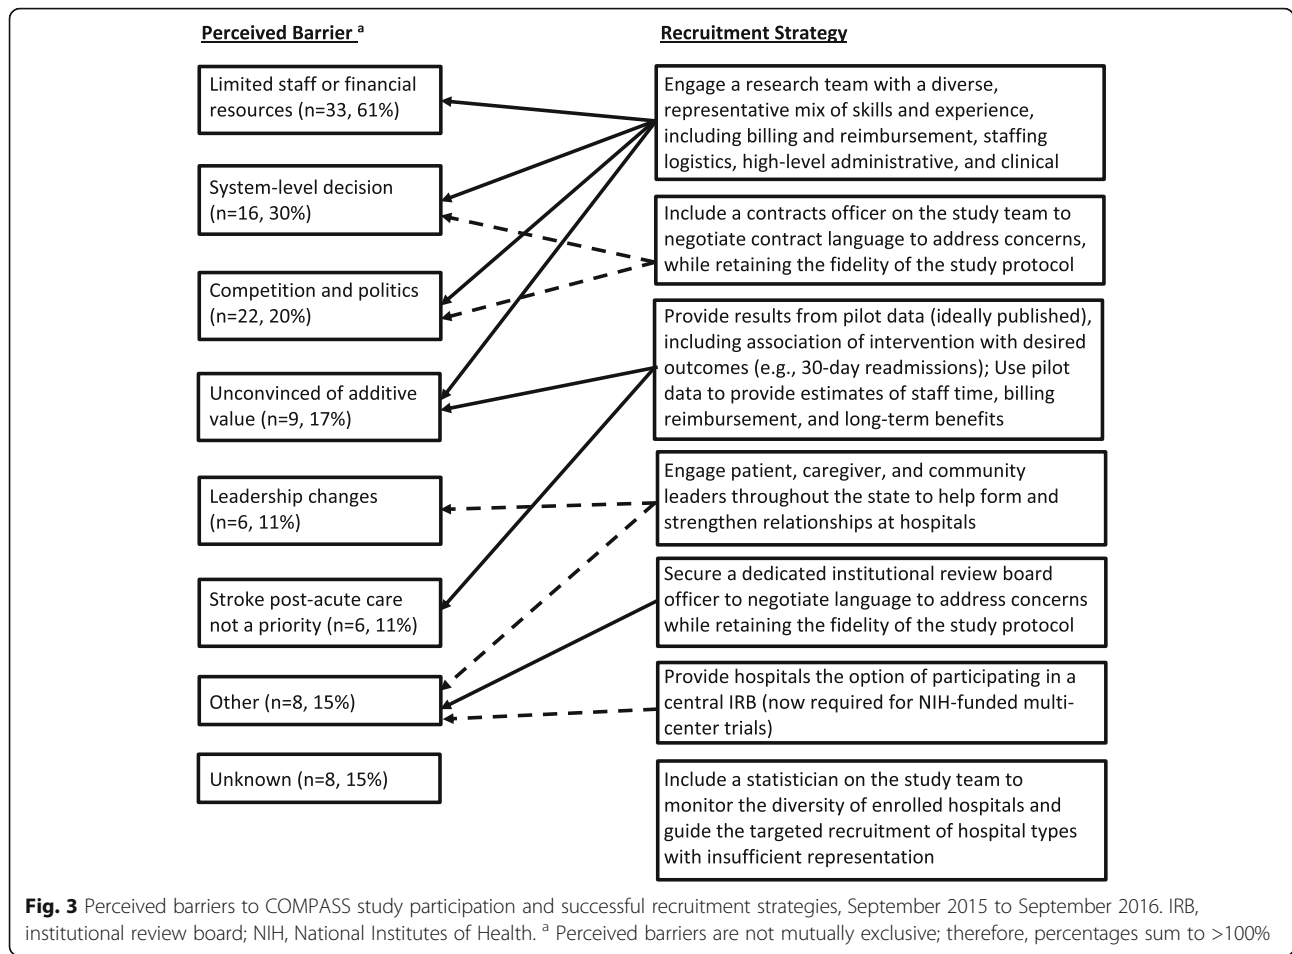 Perceived Barrier a
Limited staff or financial
resources (n=33, 61%)
System-level decision
(n=16, 30%)
Competition and politics
(n=22, 20%)
Unconvinced of additive
value (n=9, 17%)
Leadership changes
(n=6, 11%)
Stroke post-acute care
not a priority (n=6, 11%)
Other (n=8, 15%)
Unknown (n=8, 15%)
Recruitment Strategy
Engage a research team with a diverse,
representative mix of skills and experience,
including billing and reimbursement, staffing
logistics, high-level administrative, and clinical
Include a contracts officer on the study team to
negotiate contract language to address concerns,
while retaining the fidelity of the study protocol
Provide results from pilot data (ideally published),
including association of intervention with desired
outcomes (e.g., 30-day readmissions); Use pilot
data to provide estimates of staff time, billing
reimbursement, and long-term benefits
Engage patient, caregiver, and community
leaders throughout the state to help form and
strengthen relationships at hospitals
Secure a dedicated institutional review board
officer to negotiate language to address concerns
while retaining the fidelity of the study protocol
Provide hospitals the option of participating in a
central IRB (now required for NIH-funded multi-
center trials)
Include a statistician on the study team to
monitor the diversity of enrolled hospitals and
guide the targeted recruitment of hospital types
with insufficient representation
Fig. 3 Perceived barriers to COMPASS study participation and successful recruitment strategies, September 2015 to September 2016. IRB,
institutional review board; NIH, National Institutes of Health. a Perceived barriers are not mutually exclusive; therefore, percentages sum to >100%